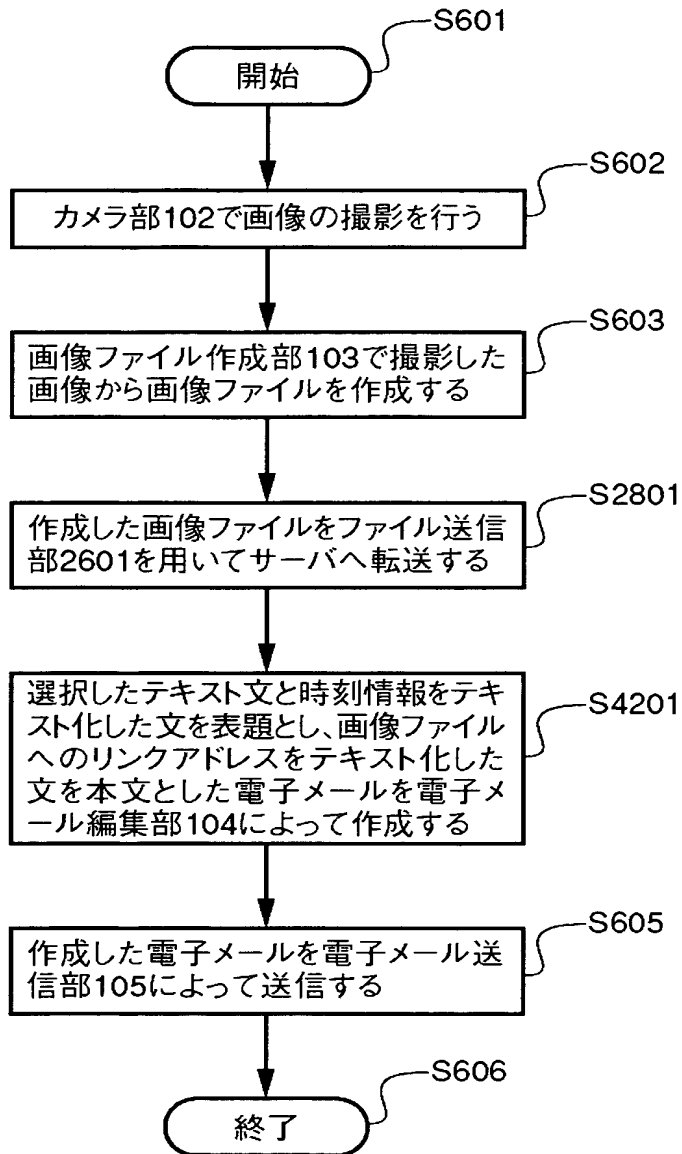 S601
開始
S602
カメラ部102で画像の撮影を行う
S603
画像ファイル作成部103で撮影した
画像から画像ファイルを作成する
S2801
作成した画像ファイルをファイル送信
部2601を用いてサーバへ転送する
S4201
選択したテキスト文と時刻情報をテキ
スト化した文を表題とし、画像ファイル
へのリンクアドレスをテキスト化した
文を本文とした電子メールを電子メ
ール編集部104によって作成する
S605
作成した電子メールを電子メール送
信部105によって送信する
S606
終了